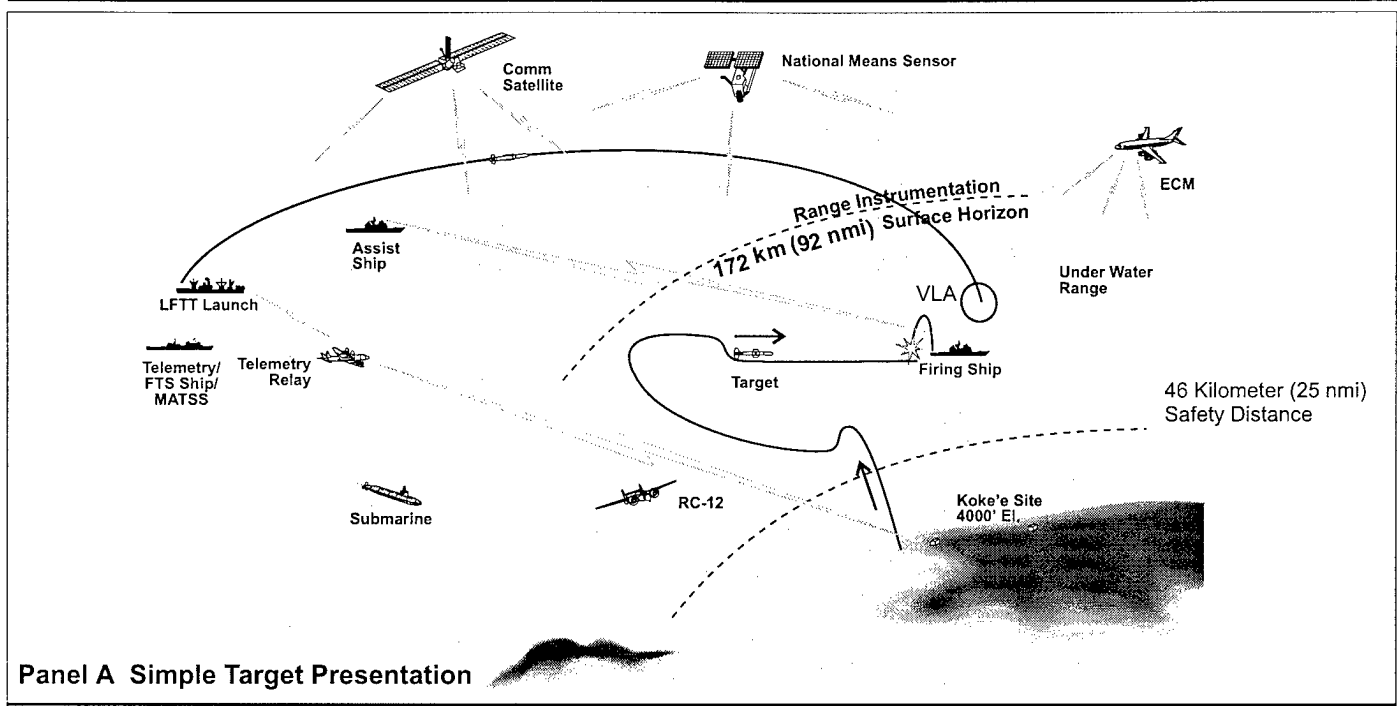 Comm
Satellite
National Means Sensor
ECM
Range Instrumentation
172 km (92 nmi) Surface Horizon
Assist
Ship
Under Water
Range
LFTT Launch
VLA
Telemetry/
FTS Ship/
MATSS
Telemetry
Relay
Target
Firing Ship
46 Kilometer (25 nmi)
Safety Distance
Submarine
RC-12
Koke'e Site
4000' El.
Panel A Simple Target Presentation